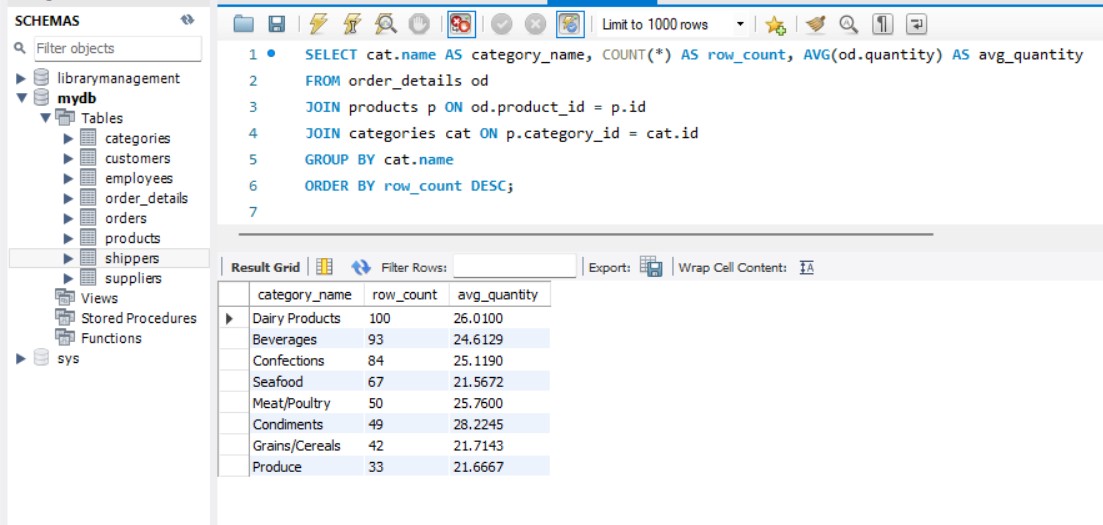 SCHEMAS
Filter objects
librarymanagement
mydb
Tables
categories
customers
employees
order_details
orders
products
shippers
suppliers
Views
Stored Procedures
Functions
sys
Limit to 1000 rows
1 SELECT cat.name AS category_name, COUNT(*) AS row_count, AVG(od.quantity) AS avg_quantity
2 FROM order_details od
3 JOIN products p ON od.product_id = p.id
4 JOIN categories cat ON p.category_id = cat.id
5 GROUP BY cat.name
6 ORDER BY row_count DESC;
7
Result Grid Filter Rows: Export: Wrap Cell Content: IA
category_name row_count avg_quantity
Dairy Products 100 26.0100
Beverages 93 24.6129
Confections 84 25.1190
Seafood 67 21.5672
Meat/Poultry 50 25.7600
Condiments 49 28.2245
Grains/Cereals 42 21.7143
Produce 33 21.6667